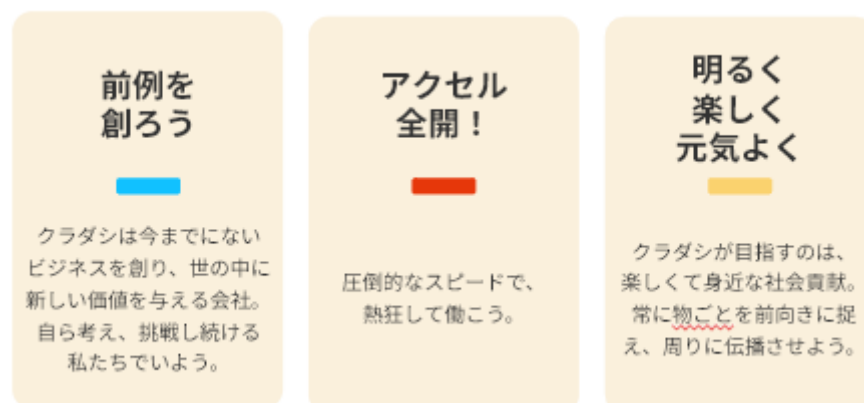 前例を
創ろう
クラダシは今までにない
ビジネスを創り、世の中に
新しい価値を与える会社。
自ら考え、挑戦し続ける
私たちでいよう。
アクセル
全開！
圧倒的なスピードで、
熱狂して働こう。
明るく
楽しく
元気よく
クラダシが目指すのは、
楽しくて身近な社会貢献。
常に物ごとを前向きに捉
え、周りに伝播させよう。